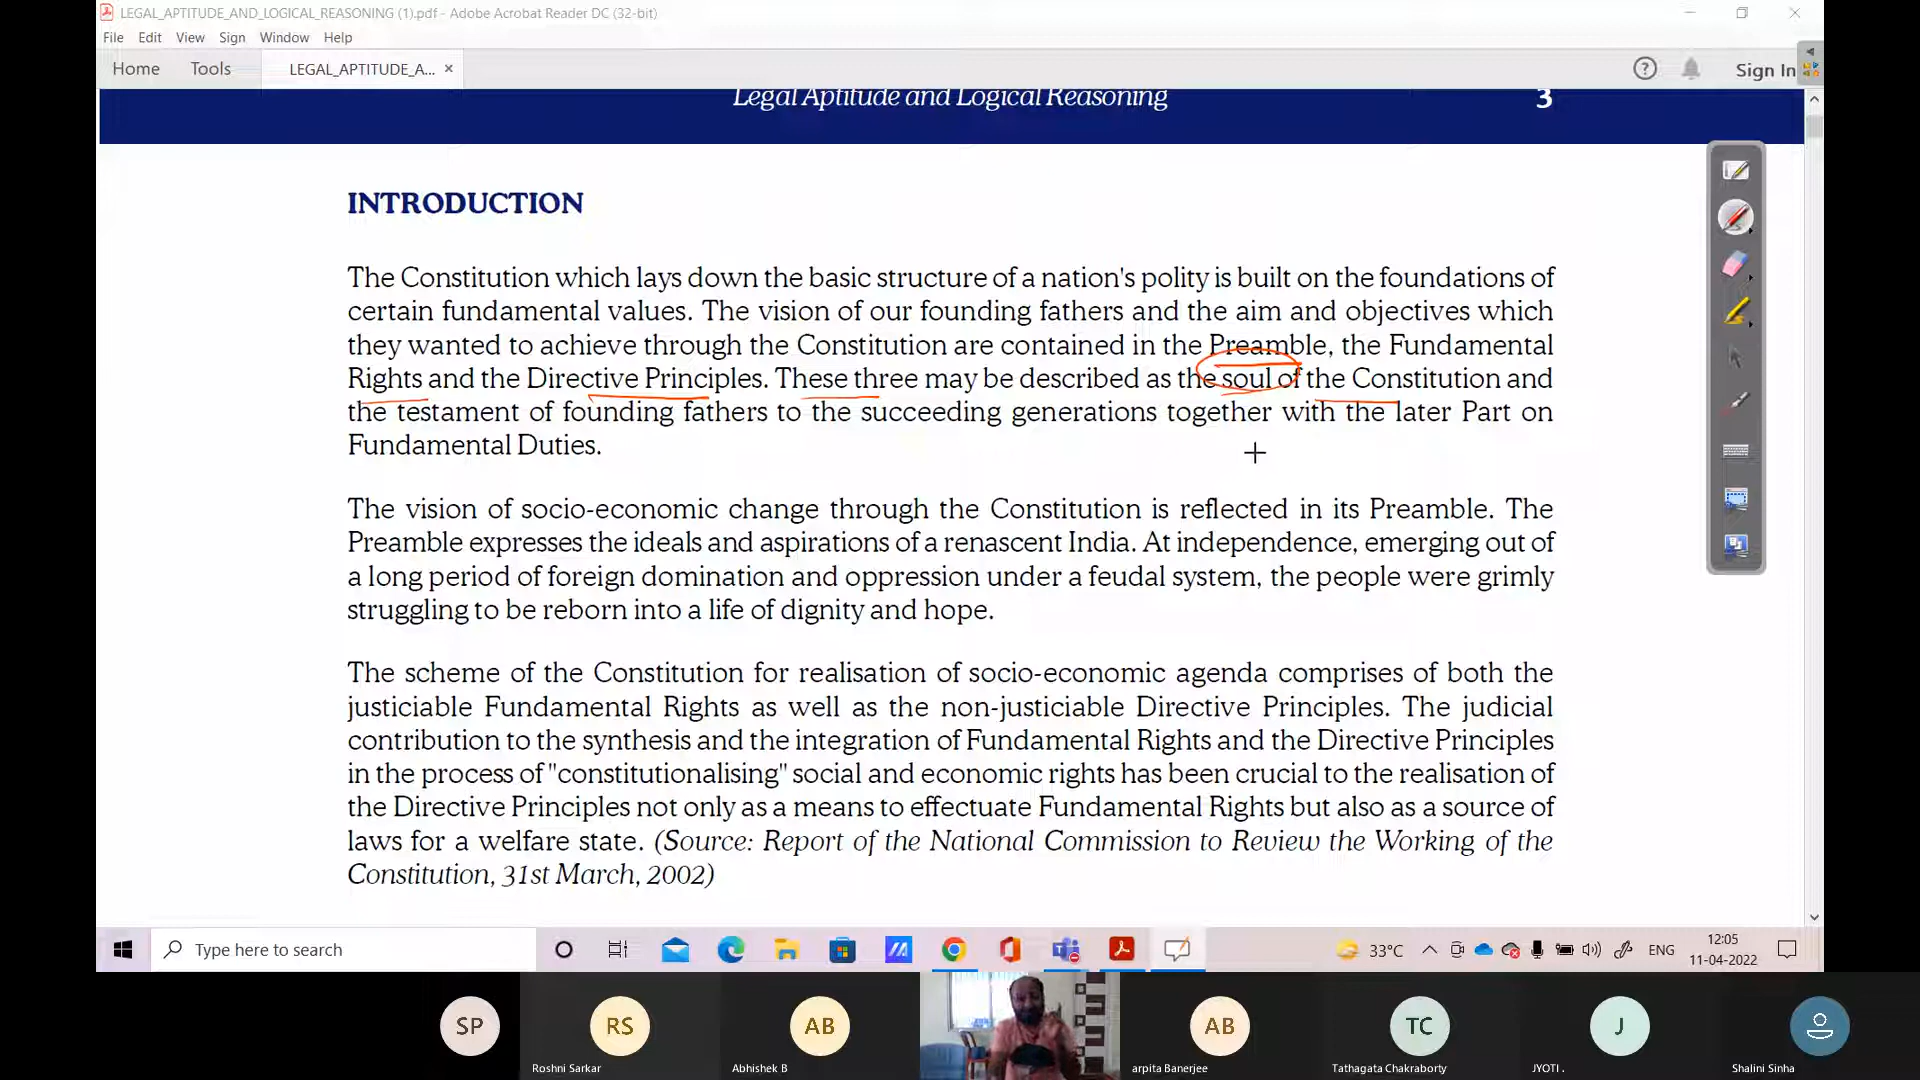 LEGAL_APTITUDE_AND_LOGICAL_REASONING (1).pdf - Adobe Acrobat Reader DC (32-bit)
File Edit View Sign Window Help
Home Tools LEGAL_APTITUDE_A... × Sign In
Legal Aptitude and Logical Reasoning 3
INTRODUCTION
The Constitution which lays down the basic structure of a nation's polity is built on the foundations of
certain fundamental values. The vision of our founding fathers and the aim and objectives which
they wanted to achieve through the Constitution are contained in the Preamble, the Fundamental
Rights and the Directive Principles. These three may be described as the soul of the Constitution and
the testament of founding fathers to the succeeding generations together with the later Part on
Fundamental Duties.
The vision of socio-economic change through the Constitution is reflected in its Preamble. The
Preamble expresses the ideals and aspirations of a renascent India. At independence, emerging out of
a long period of foreign domination and oppression under a feudal system, the people were grimly
struggling to be reborn into a life of dignity and hope.
The scheme of the Constitution for realisation of socio-economic agenda comprises of both the
justiciable Fundamental Rights as well as the non-justiciable Directive Principles. The judicial
contribution to the synthesis and the integration of Fundamental Rights and the Directive Principles
in the process of "constitutionalising" social and economic rights has been crucial to the realisation of
the Directive Principles not only as a means to effectuate Fundamental Rights but also as a source of
laws for a welfare state. (Source: Report of the National Commission to Review the Working of the
Constitution, 31st March, 2002)
Type here to search 33°C ENG 12:05
11-04-2022
SP RS AB AB TC J
Roshni Sarkar Abhishek B arpita Banerjee Tathagata Chakraborty JYOTI . Shalini Sinha